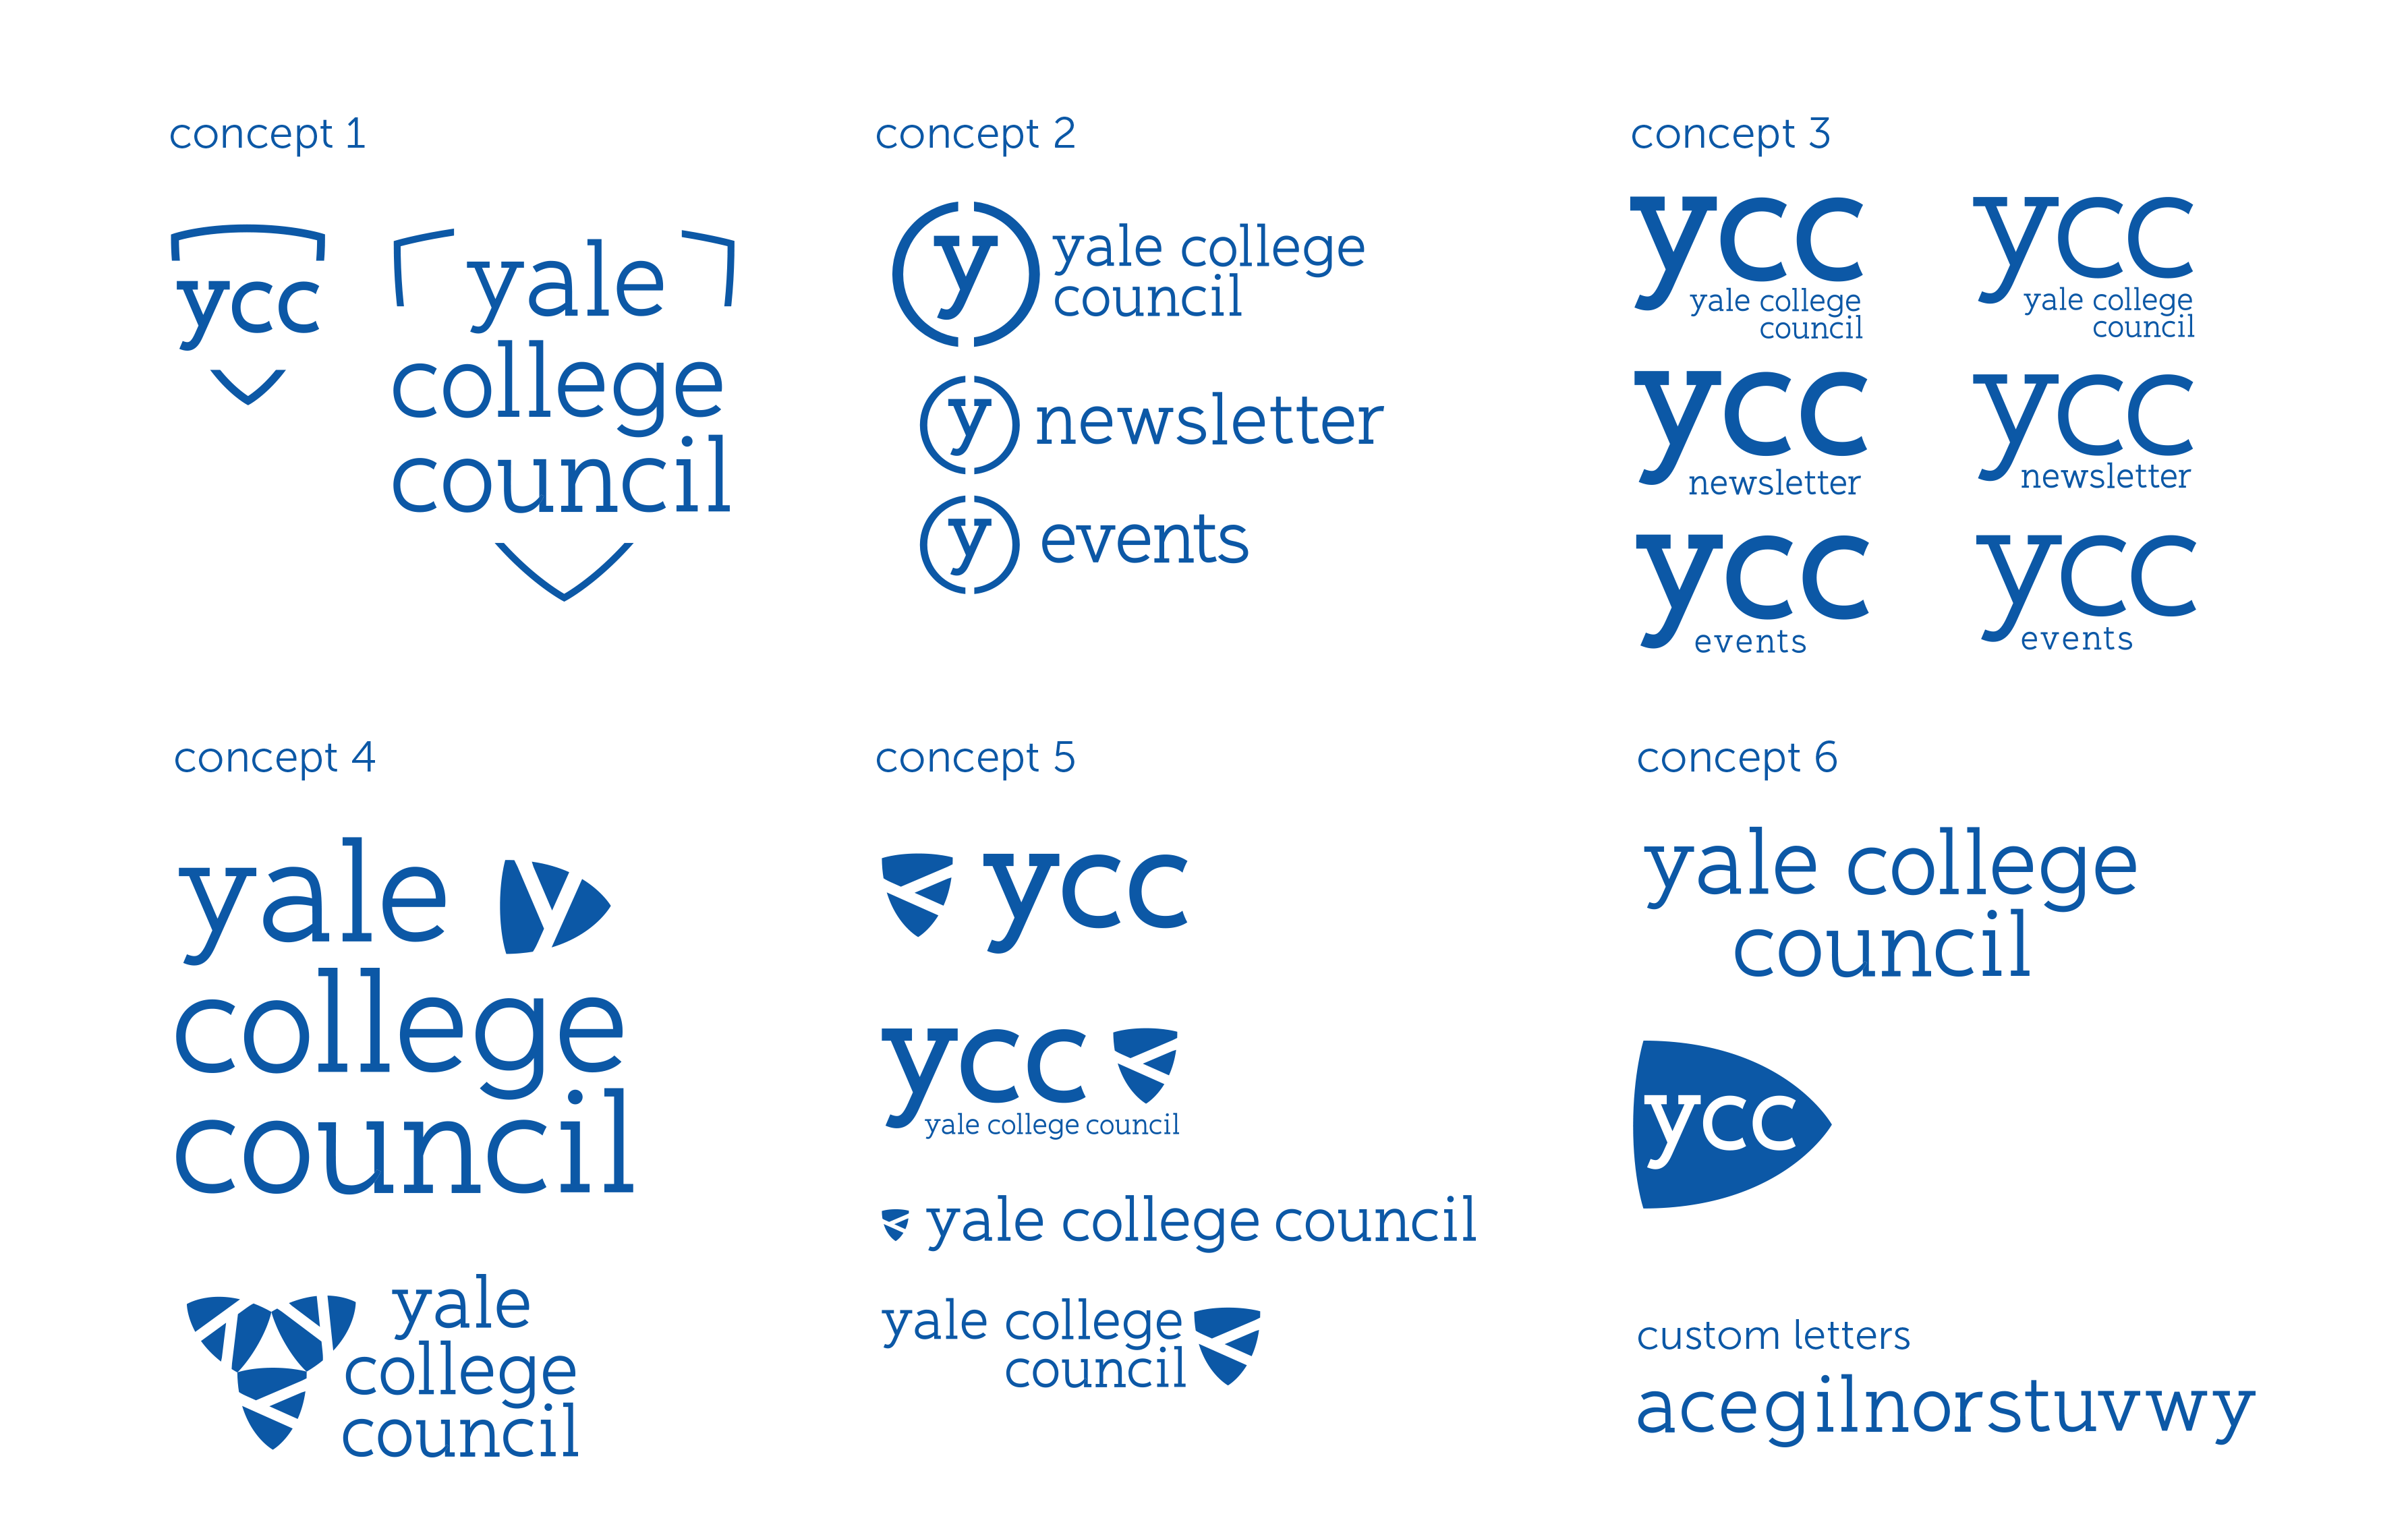 concept 1
ycc
yale
college
council
concept 2
y
yale college
council
y
newsletter
y
events
concept 3
ycc
yale college
council
ycc
yale college
council
ycc
newsletter
ycc
newsletter
ycc
events
ycc
events
concept 4
yale
y
college
council
yale
college
council
concept 5
ycc
ycc
yale college council
yale college council
yale college
council
concept 6
yale college
council
ycc
custom letters
acegilnorstuvwy